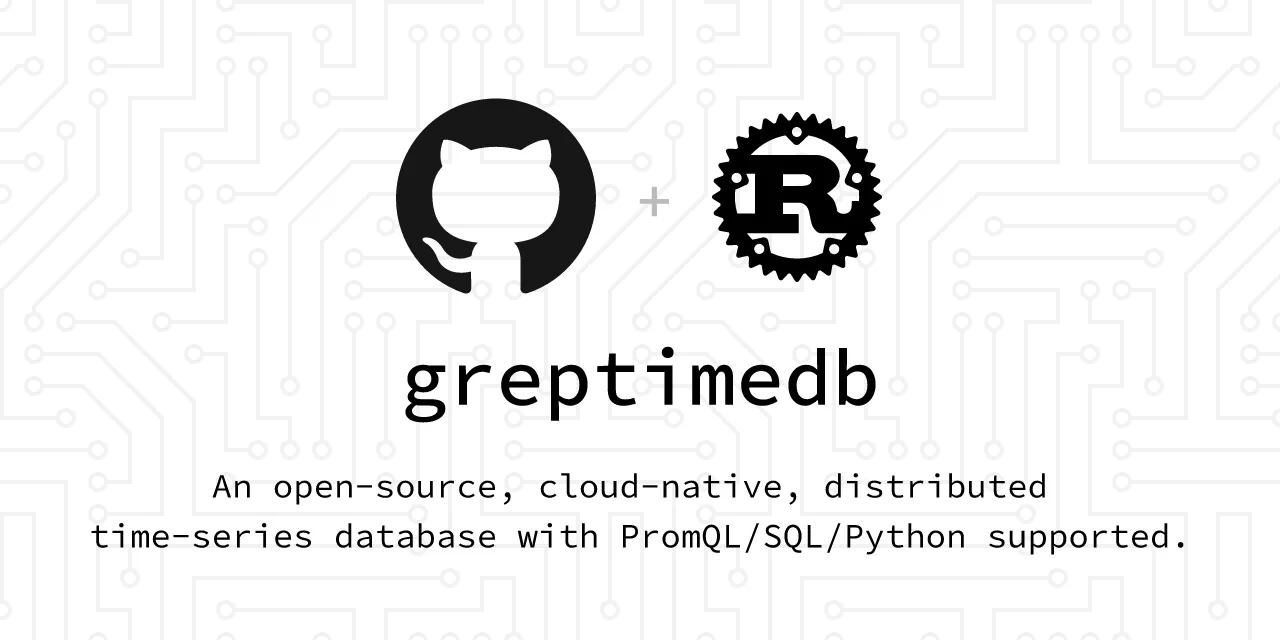 +
R
greptimedb
An open-source, cloud-native, distributed
time-series database with PromQL/SQL/Python supported.